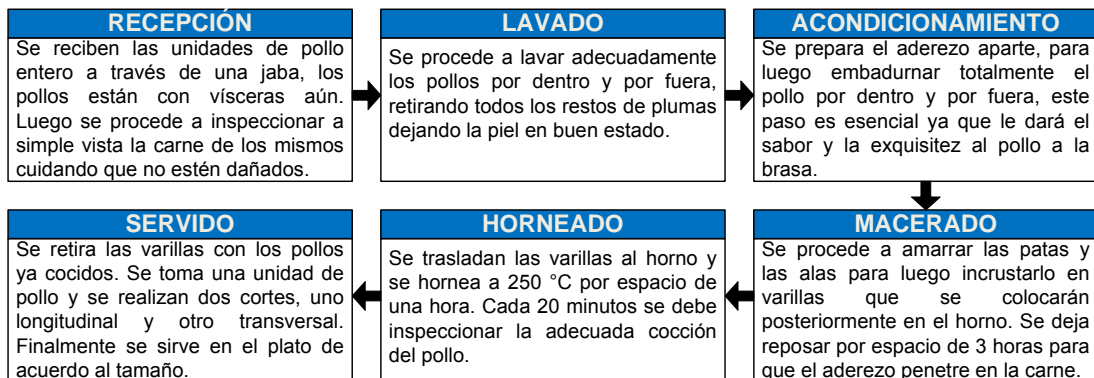 RECEPCIÓN
Se reciben las unidades de pollo
entero a través de una jaba, los
pollos están con vísceras aún.
Luego se procede a inspeccionar a
simple vista la carne de los mismos
cuidando que no estén dañados.
LAVADO
Se procede a lavar adecuadamente
los pollos por dentro y por fuera,
retirando todos los restos de plumas
dejando la piel en buen estado.
ACONDICIONAMIENTO
Se prepara el aderezo aparte, para
luego embadurnar totalmente el
pollo por dentro y por fuera, este
paso es esencial ya que le dará el
sabor y la exquisitez al pollo a la
brasa.
MACERADO
Se procede a amarrar las patas y
las alas para luego incrustarlo en
varillas que se colocarán
posteriormente en el horno. Se deja
reposar por espacio de 3 horas para
que el aderezo penetre en la carne.
HORNEADO
Se trasladan las varillas al horno y
se hornea a 250 °C por espacio de
una hora. Cada 20 minutos se debe
inspeccionar la adecuada cocción
del pollo.
SERVIDO
Se retira las varillas con los pollos
ya cocidos. Se toma una unidad de
pollo y se realizan dos cortes, uno
longitudinal y otro transversal.
Finalmente se sirve en el plato de
acuerdo al tamaño.